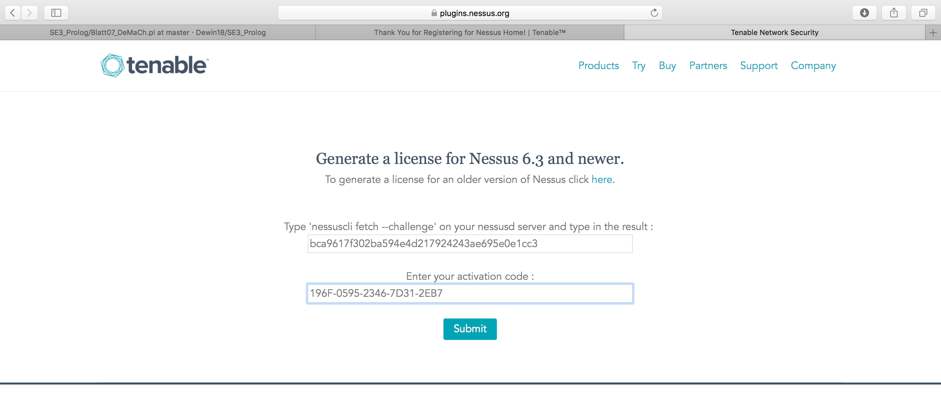 plugins.nessus.org
SE3_Prolog/Blatt07_DeMaCh.pl at master · Dewin18/SE3_Prolog
Thank You for Registering for Nessus Home! | Tenable™
Tenable Network Security
tenable™
Products Try Buy Partners Support Company
Generate a license for Nessus 6.3 and newer.
To generate a license for an older version of Nessus click here.
Type 'nessuscli fetch --challenge' on your nessusd server and type in the result :
bca9617f302ba594e4d217924243ae695e0e1cc3
Enter your activation code :
196F-0595-2346-7D31-2EB7
Submit